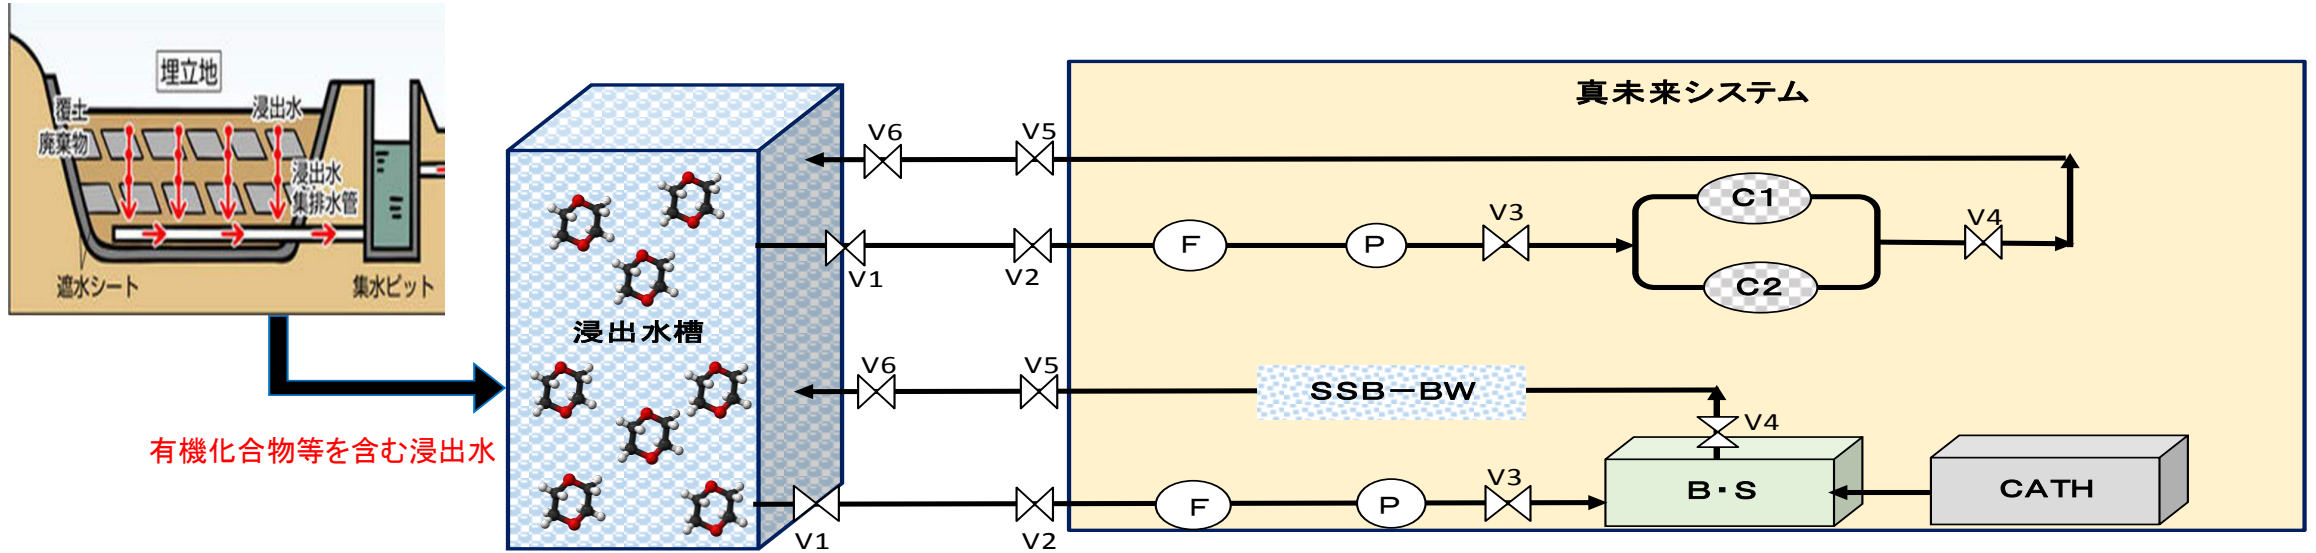 埋立地
覆土
浸出水
廃棄物
浸出水
集排水管
遮水シート
集水ピット
有機化合物等を含む浸出水
浸出水槽
真未来システム
V6
V5
C1
V3
V4
F
P
V1
V2
C2
V6
V5
SSB－BW
V4
V3
F
P
B・S
CATH
V1
V2